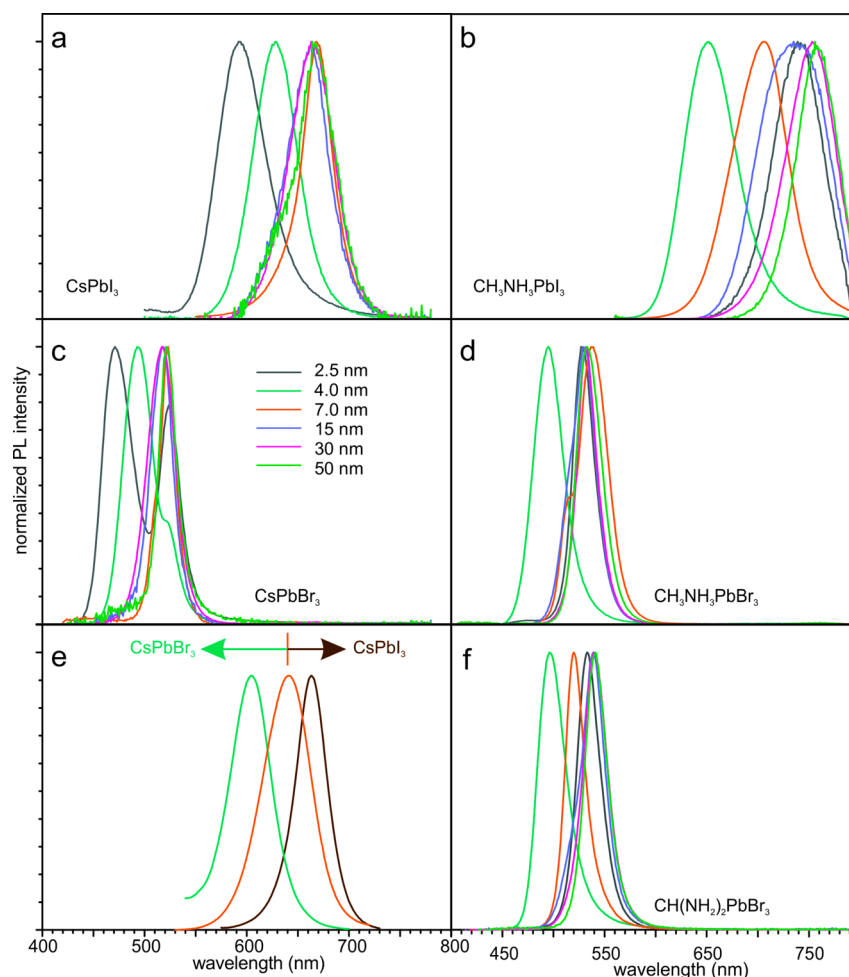 a
b
CsPbI₃
CH₃NH₃PbI₃
c
d
2.5 nm
4.0 nm
7.0 nm
15 nm
30 nm
50 nm
normalized PL intensity
CsPbBr₃
CH₃NH₃PbBr₃
e
CsPbBr₃
CsPbI₃
f
CH(NH₂)₂PbBr₃
400 500 600 700 800
450 540 650 750
wavelength (nm)
wavelength (nm)